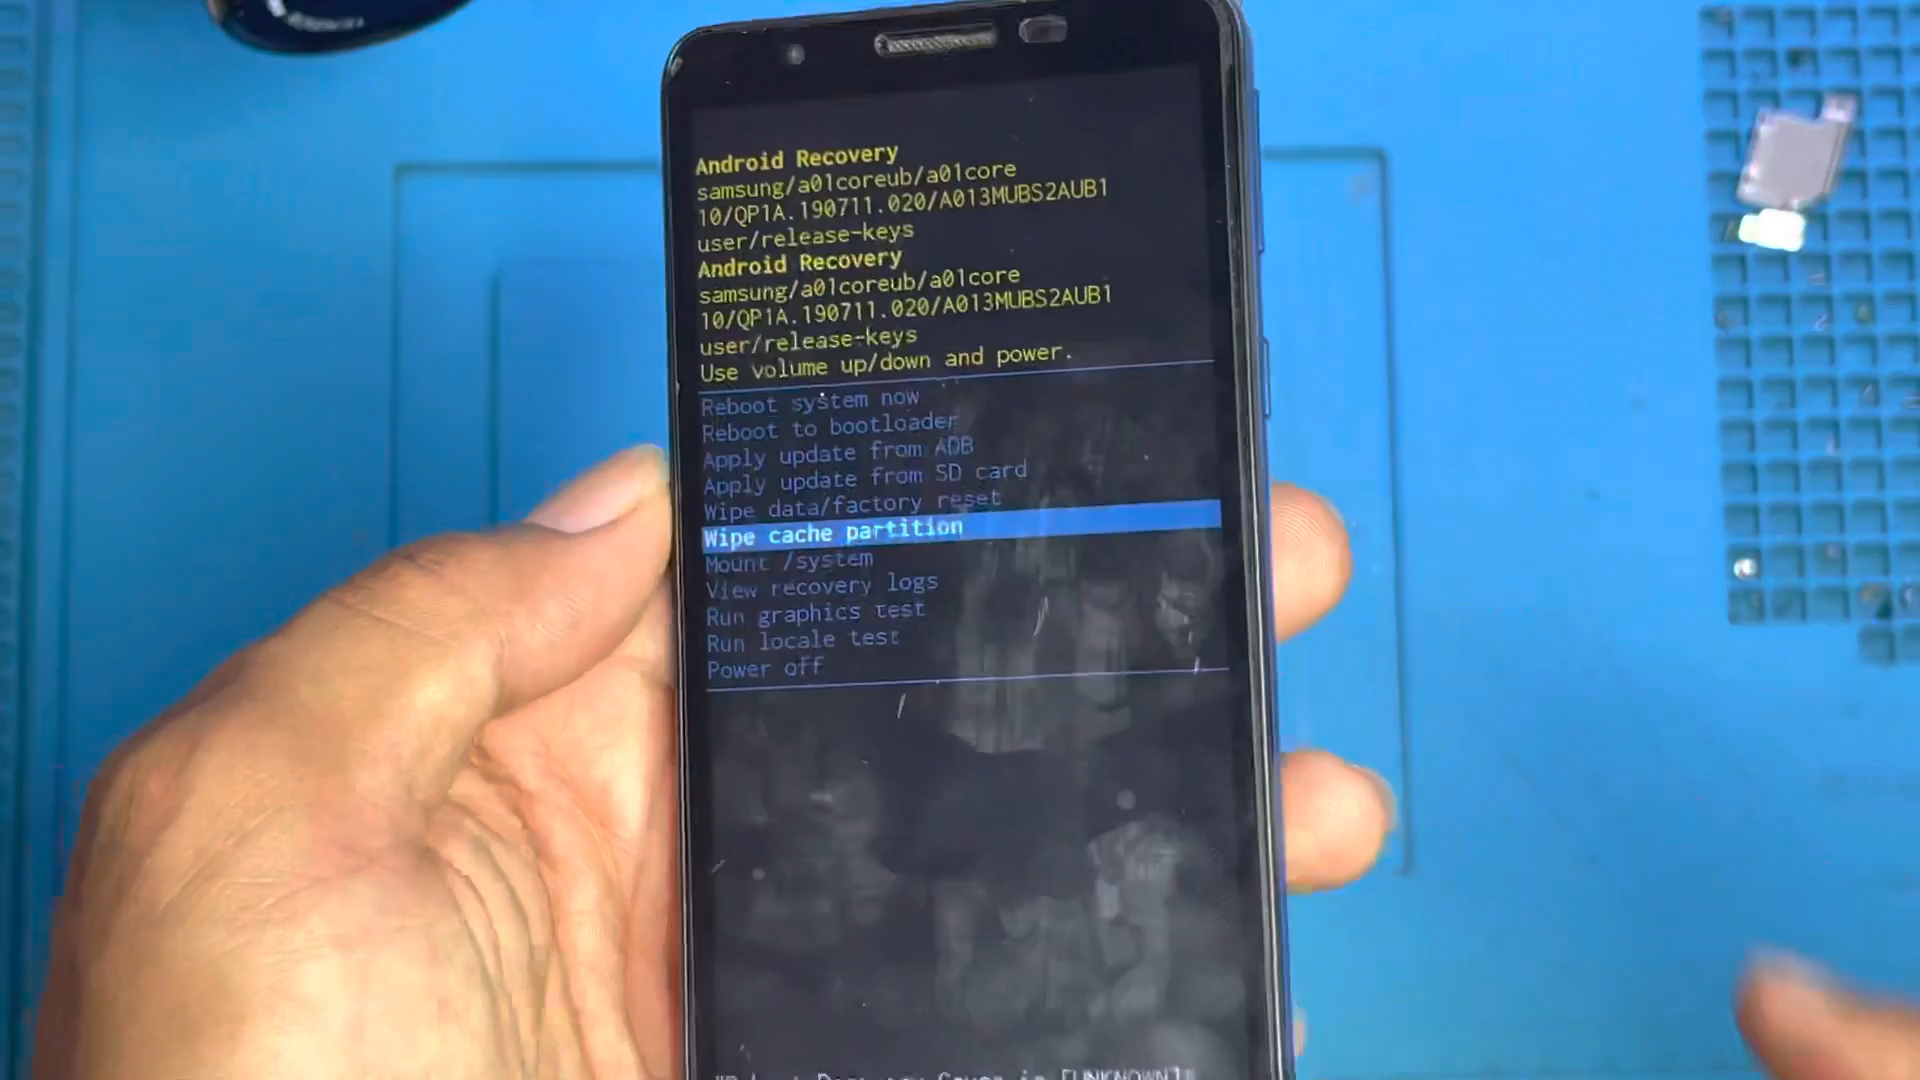 Android Recovery
samsung/a01coreub/a01core
10/QP1A.190711.020/A013MUBS2AUB1
user/release-keys
Android Recovery
samsung/a01coreub/a01core
10/QP1A.190711.020/A013MUBS2AUB1
user/release-keys
Use volume up/down and power.
Reboot system now
Reboot to bootloader
Apply update from ADB
Apply update from SD card
Wipe data/factory reset
Wipe cache partition
Mount /system
View recovery logs
Run graphics test
Run locale test
Power off
is [UNKNOWN]"